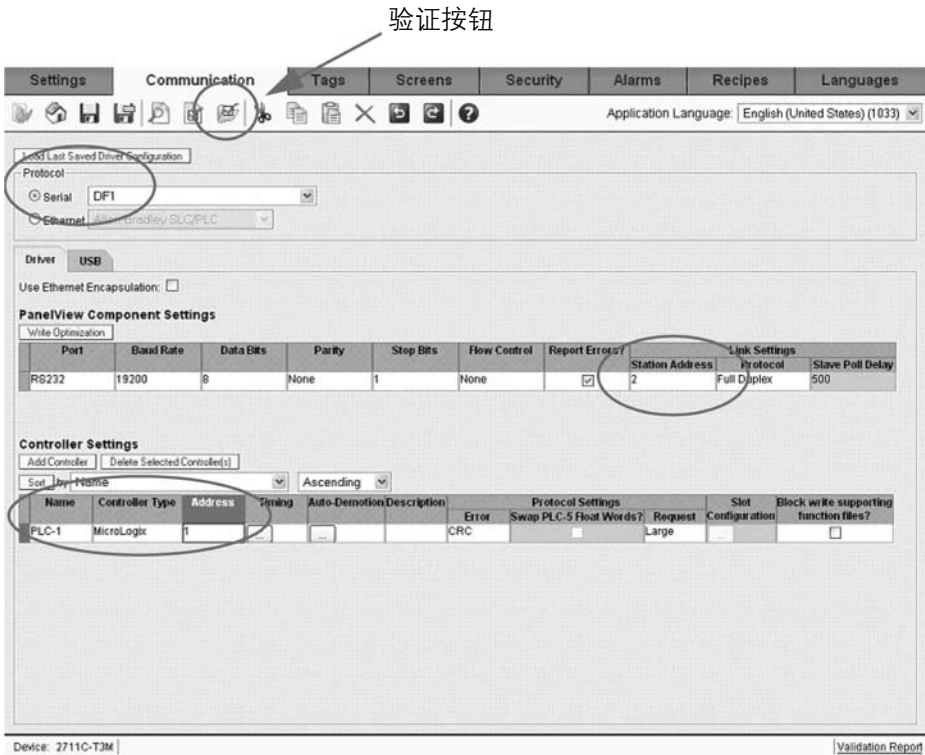 验证按钮
Settings Communication Tags Screens Security Alarms Recipes Languages
Application Language: English (United States) (1033)
Load Last Saved Driver Configuration
Protocol
Serial DF1
Ethernet Allen Bradley SLC/PLC
Driver USB
Use Ethernet Encapsulation:
PanelView Component Settings
Write Optimization
Port Baud Rate Data Bits Parity Stop Bits Flow Control Report Errors? Link Settings
Station Address Protocol Slave Poll Delay
RS232 19200 8 None 1 None 2 Full Duplex 500
Controller Settings
Add Controller Delete Selected Controller(s)
Sort by Name Ascending
Name Controller Type Address Timing Auto-Demotion Description Protocol Settings Slot Block write supporting
Error Swap PLC-5 Float Words? Request Configuration function files?
PLC-1 MicroLogix 1 ... ... CRC Large ...
Device: 2711C-T3M Validation Report